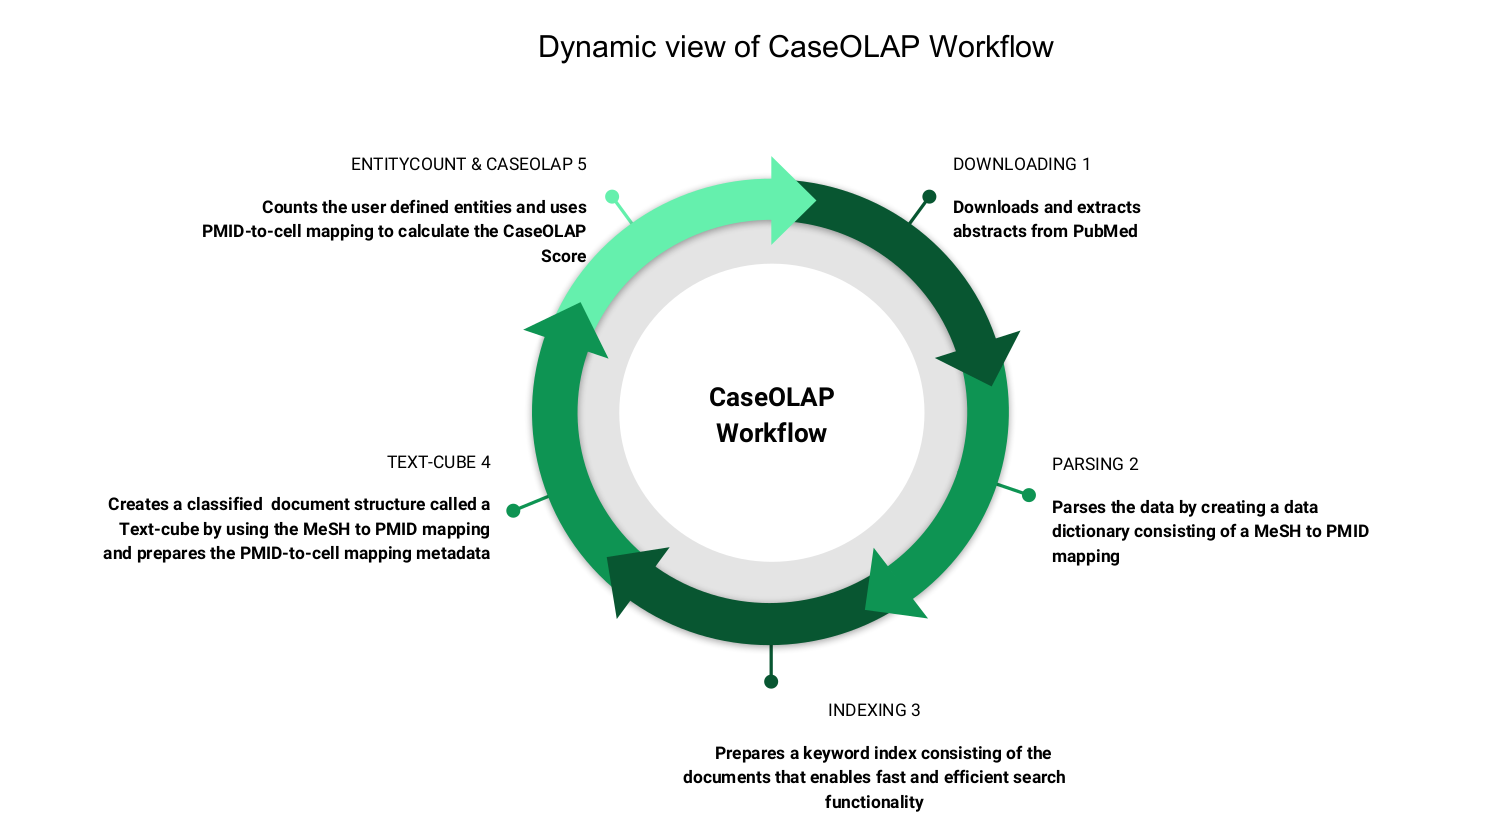 Dynamic view of CaseOLAP Workflow
ENTITYCOUNT & CASEOLAP 5
Counts the user defined entities and uses
PMID-to-cell mapping to calculate the CaseOLAP
Score
DOWNLOADING 1
Downloads and extracts
abstracts from PubMed
CaseOLAP
Workflow
TEXT-CUBE 4
Creates a classified  document structure called a
Text-cube by using the MeSH to PMID mapping
and prepares the PMID-to-cell mapping metadata
PARSING 2
Parses the data by creating a data
dictionary consisting of a MeSH to PMID
mapping
INDEXING 3
Prepares a keyword index consisting of the
documents that enables fast and efficient search
functionality